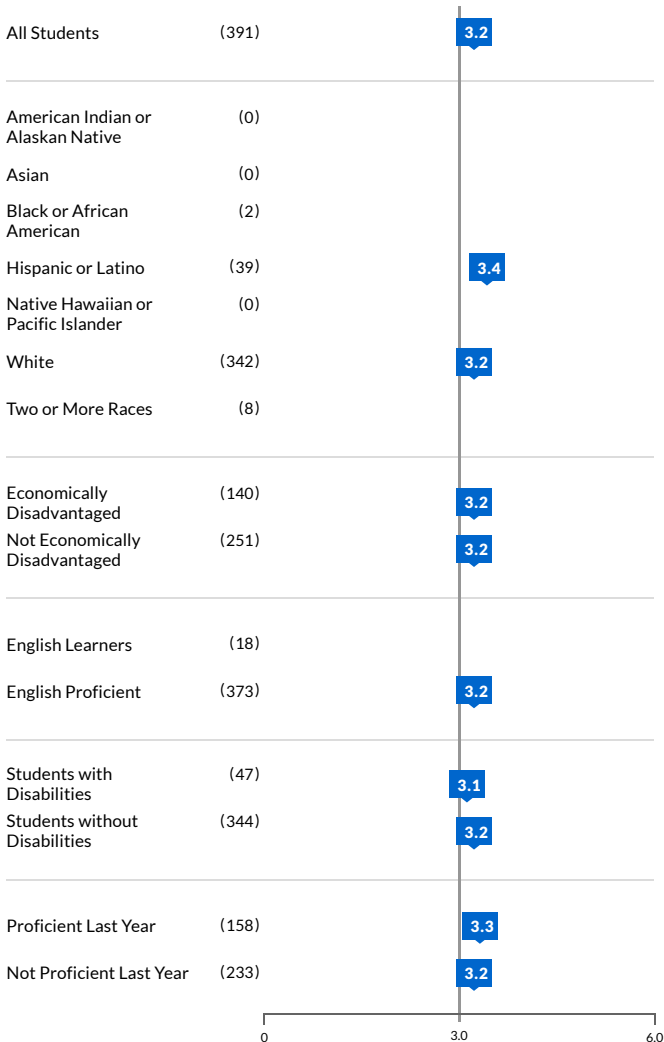 All Students (391) 3.2
American Indian or (0)
Alaskan Native
Asian (0)
Black or African (2)
American
Hispanic or Latino (39) 3.4
Native Hawaiian or (0)
Pacific Islander
White (342) 3.2
Two or More Races (8)
Economically (140) 3.2
Disadvantaged
Not Economically (251) 3.2
Disadvantaged
English Learners (18)
English Proficient (373) 3.2
Students with (47) 3.1
Disabilities
Students without (344) 3.2
Disabilities
Proficient Last Year (158) 3.3
Not Proficient Last Year (233) 3.2
0 3.0 6.0